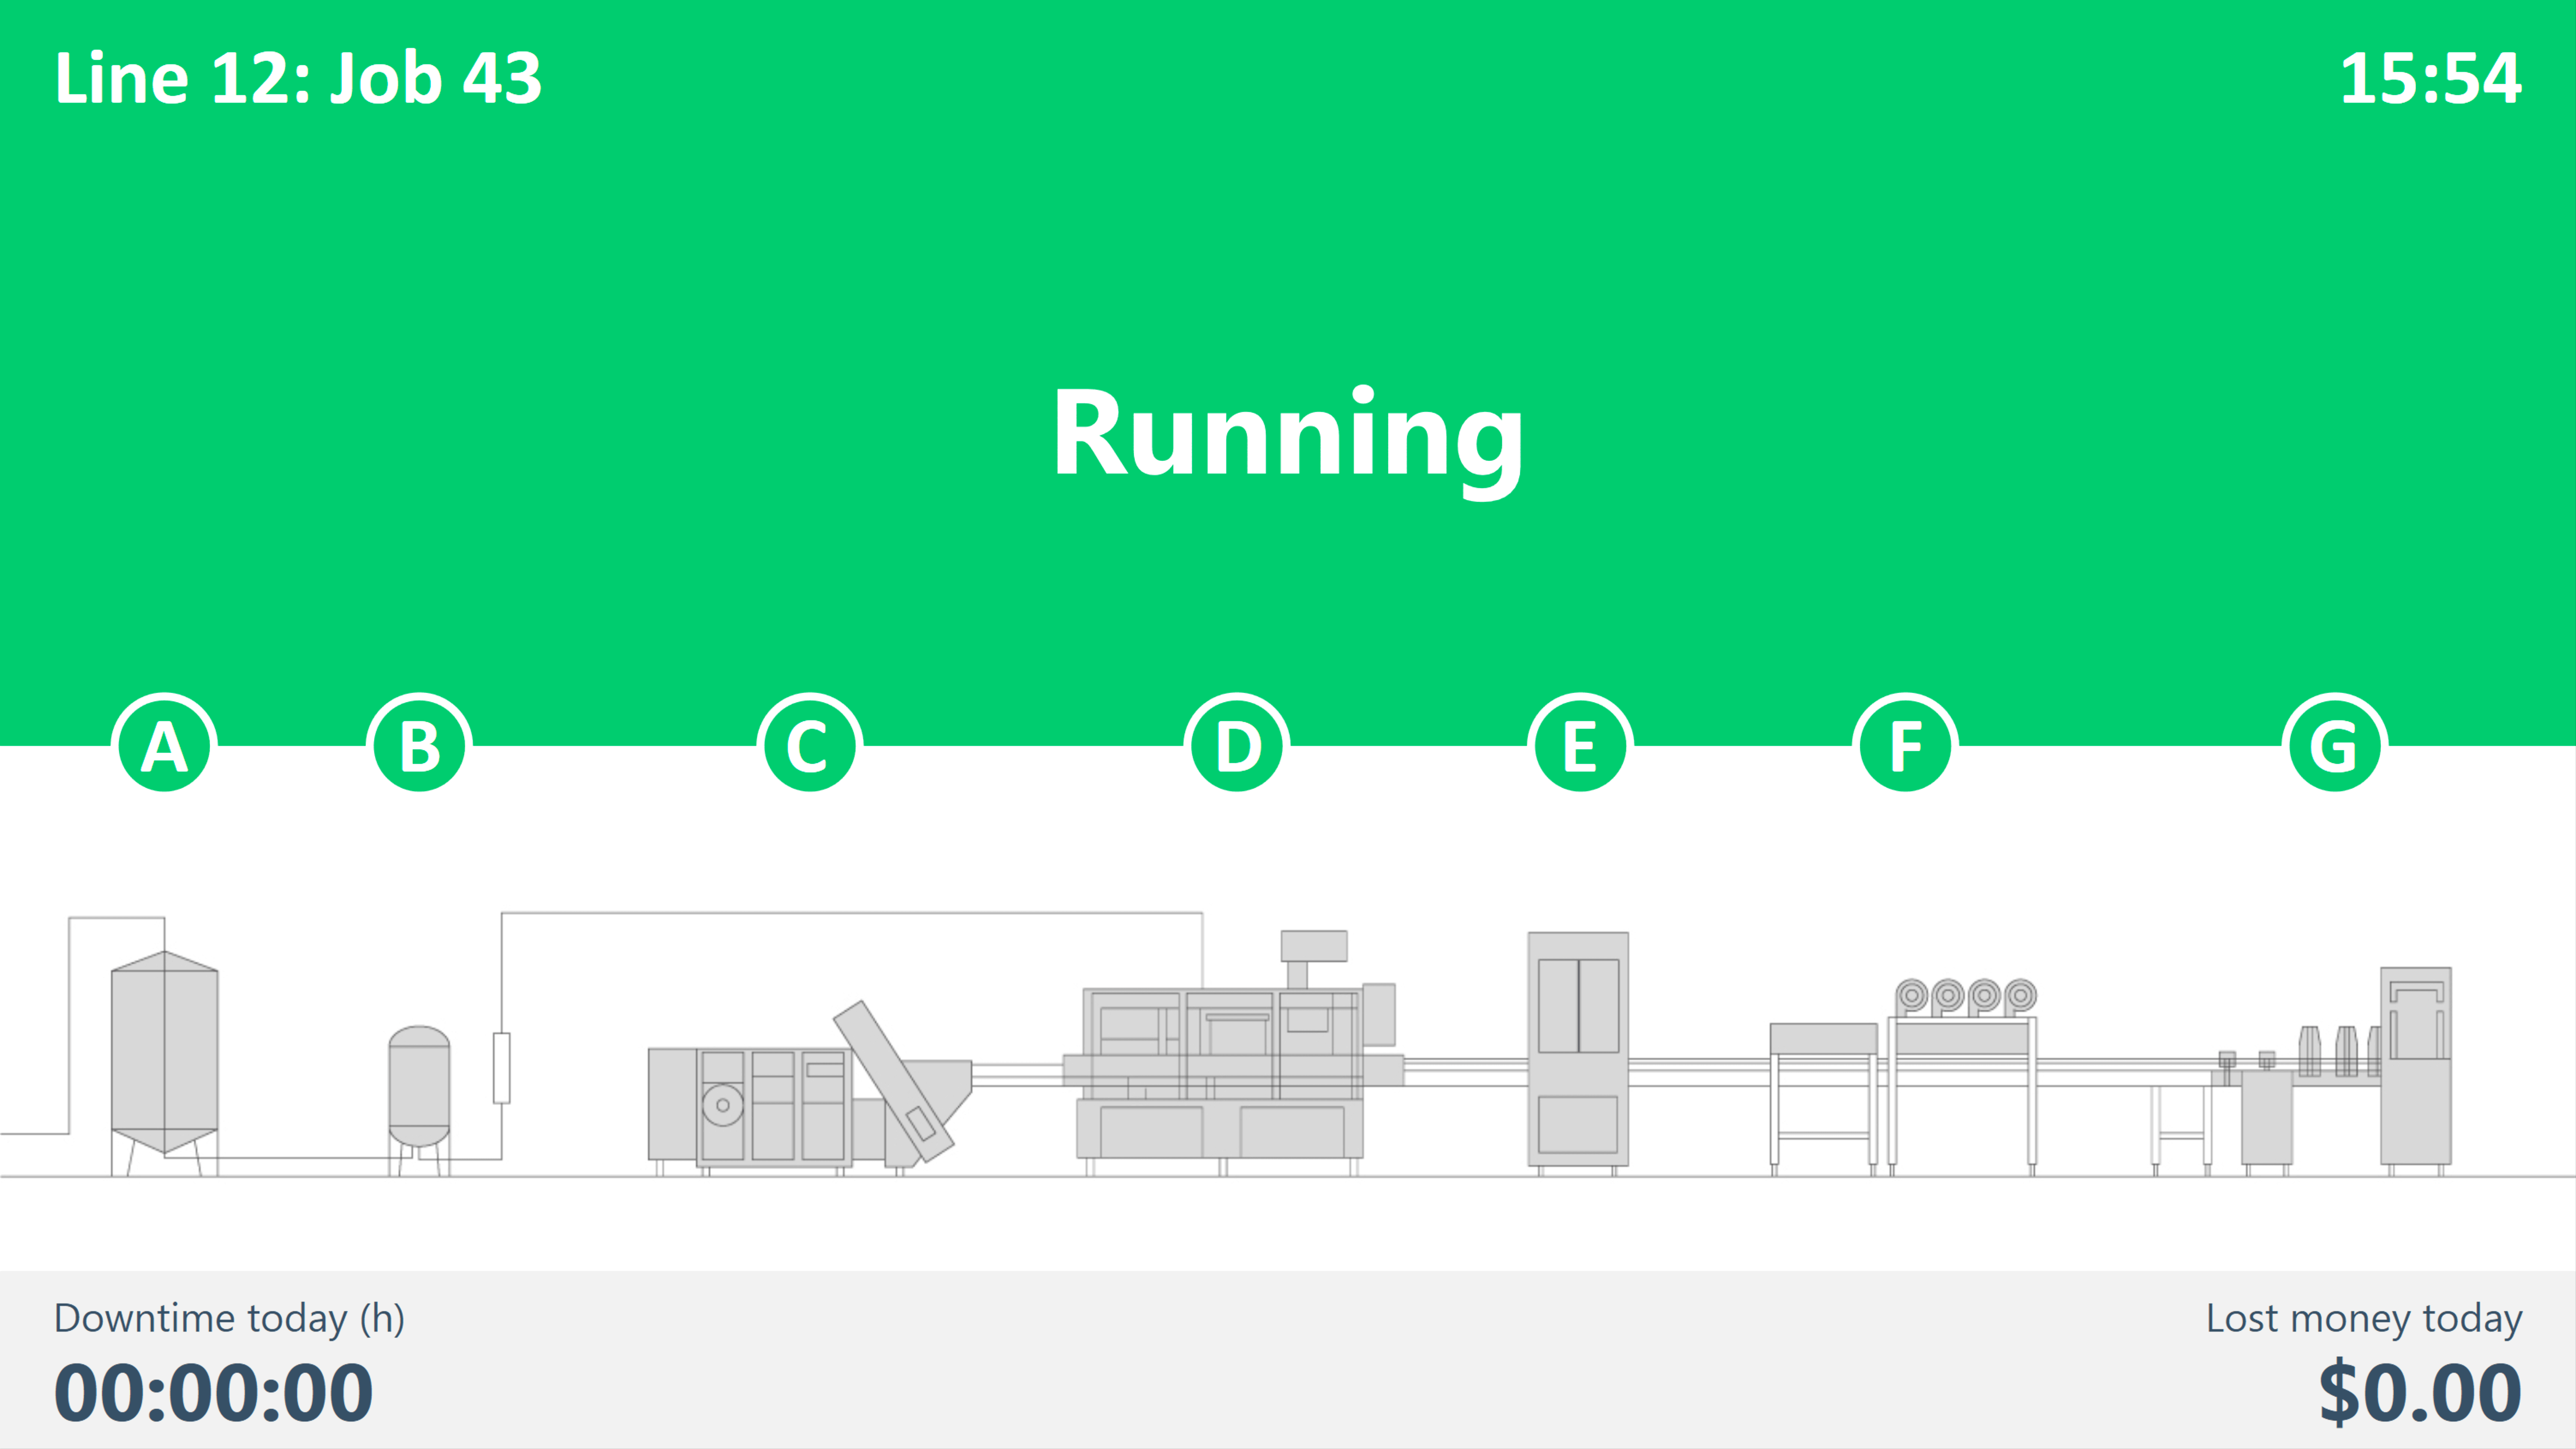 Line 12: Job 43
15:54
Running
A
B
C
D
E
F
G
Downtime today (h)
00:00:00
Lost money today
$0.00